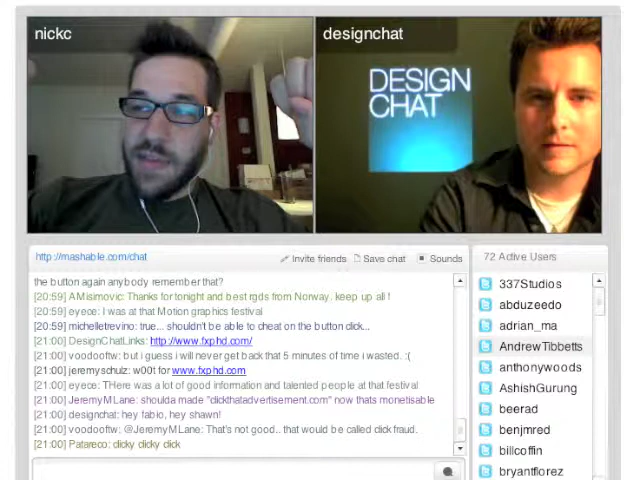 nickc
designchat
DESIGN
CHAT
http://mashable.com/chat
Invite friends
Save chat
Sounds
72 Active Users
the button again anybody remember that?
[20:59] AMisimovic: Thanks for tonight and best rgds from Norway. keep up all !
[20:59] eyece: I was at that Motion graphics festival
[20:59] michelletrevino: true... shouldn't be able to cheat on the button click...
[21:00] DesignChatLinks: http://www.fxphd.com/
[21:00] voodooftw: but i guess i will never get back that 5 minutes of time i wasted. :(
[21:00] jeremyschulz: w00t for www.fxphd.com
[21:00] eyece: THere was a lot of good information and talented people at that festival
[21:00] JeremyMLane: shoulda made "clickthatadvertisement.com" now thats monetisable
[21:00] designchat: hey fabio, hey shawn!
[21:00] voodooftw: @JeremyMLane: That's not good.. that would be called click fraud.
[21:00] Patareco: clicky clicky click
337Studios
abduzeedo
adrian_ma
AndrewTibbetts
anthonywoods
AshishGurung
beerad
benjmred
billcoffin
bryantflorez